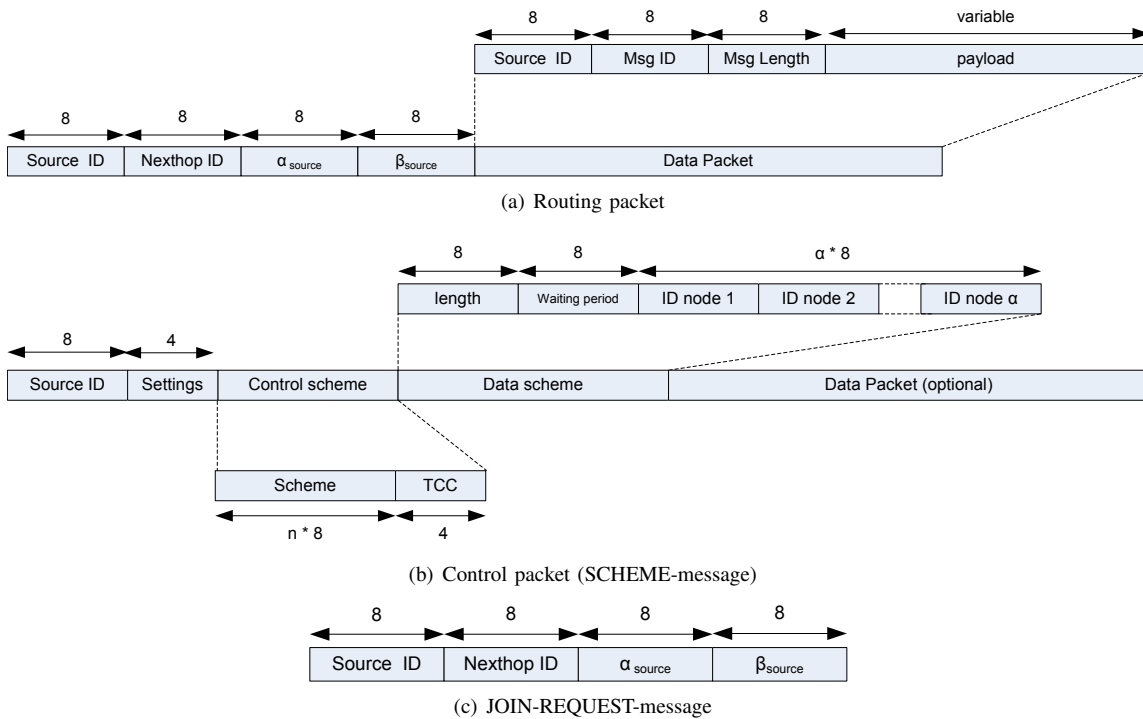 8 8 8 variable
Source ID Msg ID Msg Length payload
8 8 8 8
Source ID Nexthop ID α source β source Data Packet
(a) Routing packet
8 8 α * 8
length Waiting period ID node 1 ID node 2 ID node α
8 4
Source ID Settings Control scheme Data scheme Data Packet (optional)
Scheme TCC
n * 8 4
(b) Control packet (SCHEME-message)
8 8 8 8
Source ID Nexthop ID α source β source
(c) JOIN-REQUEST-message